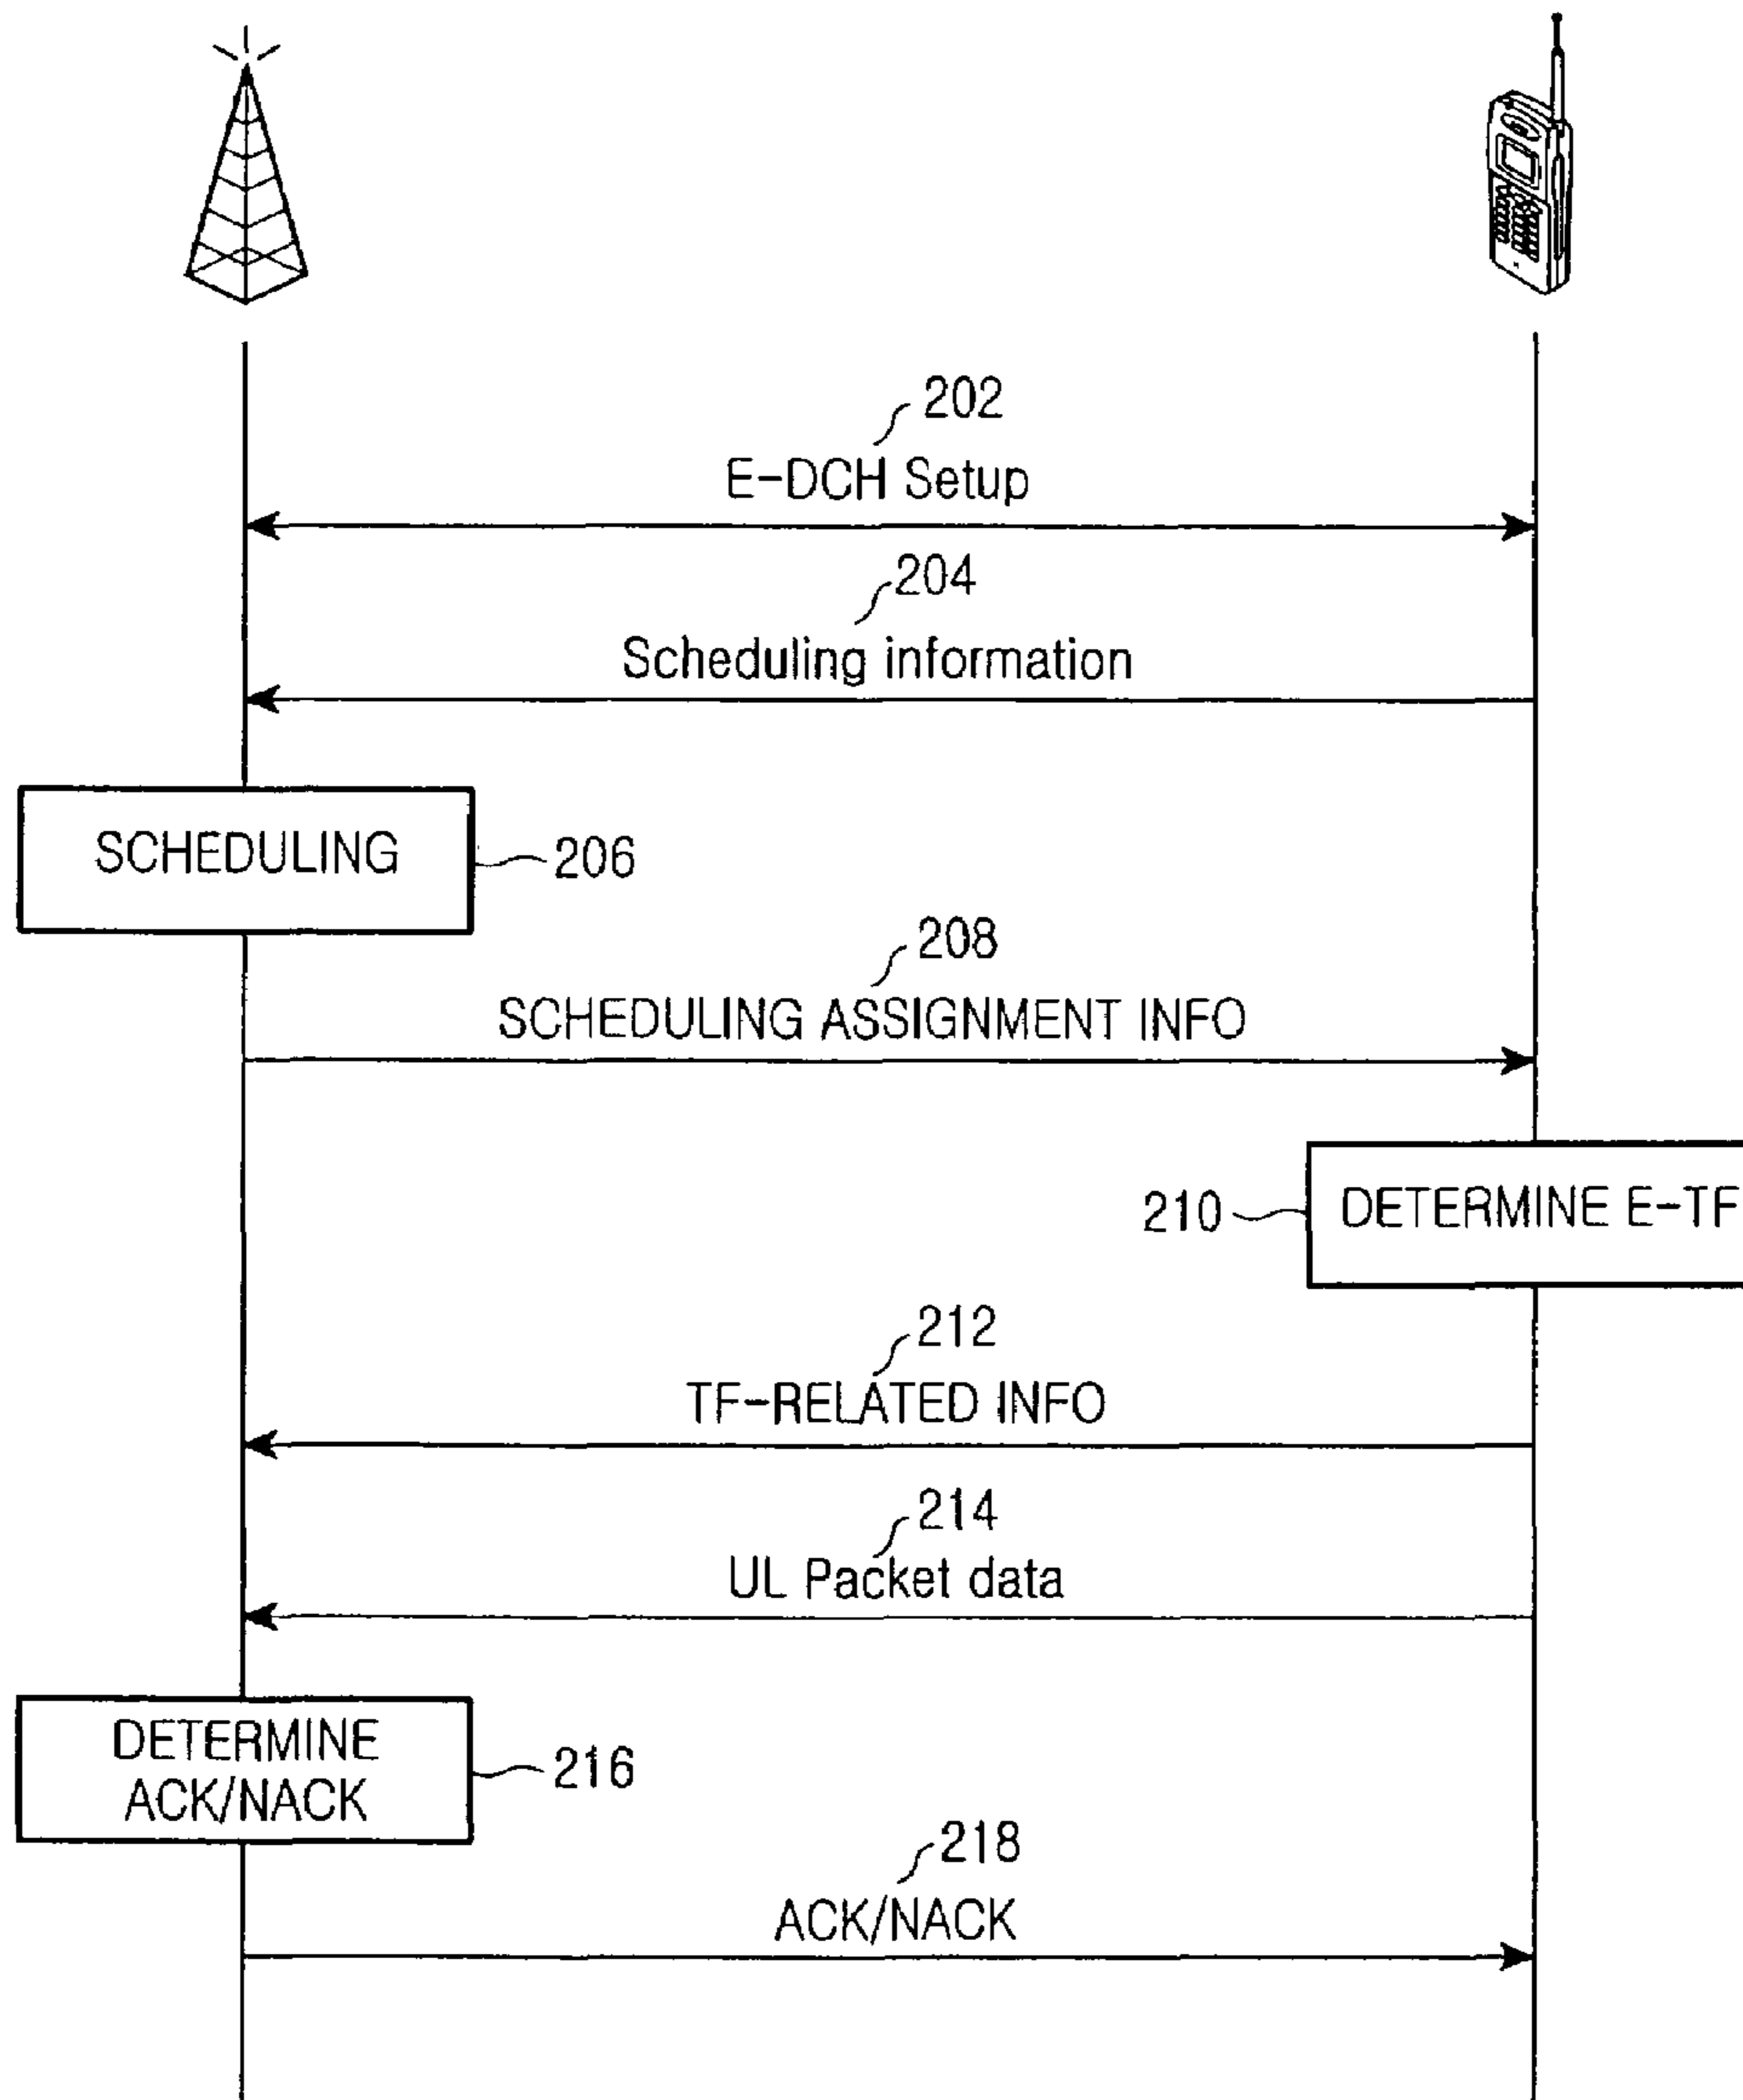 202
E-DCH Setup
204
Scheduling information
SCHEDULING
206
208
SCHEDULING ASSIGNMENT INFO
210
DETERMINE E-TF
212
TF-RELATED INFO
214
UL Packet data
DETERMINE
ACK/NACK
216
218
ACK/NACK